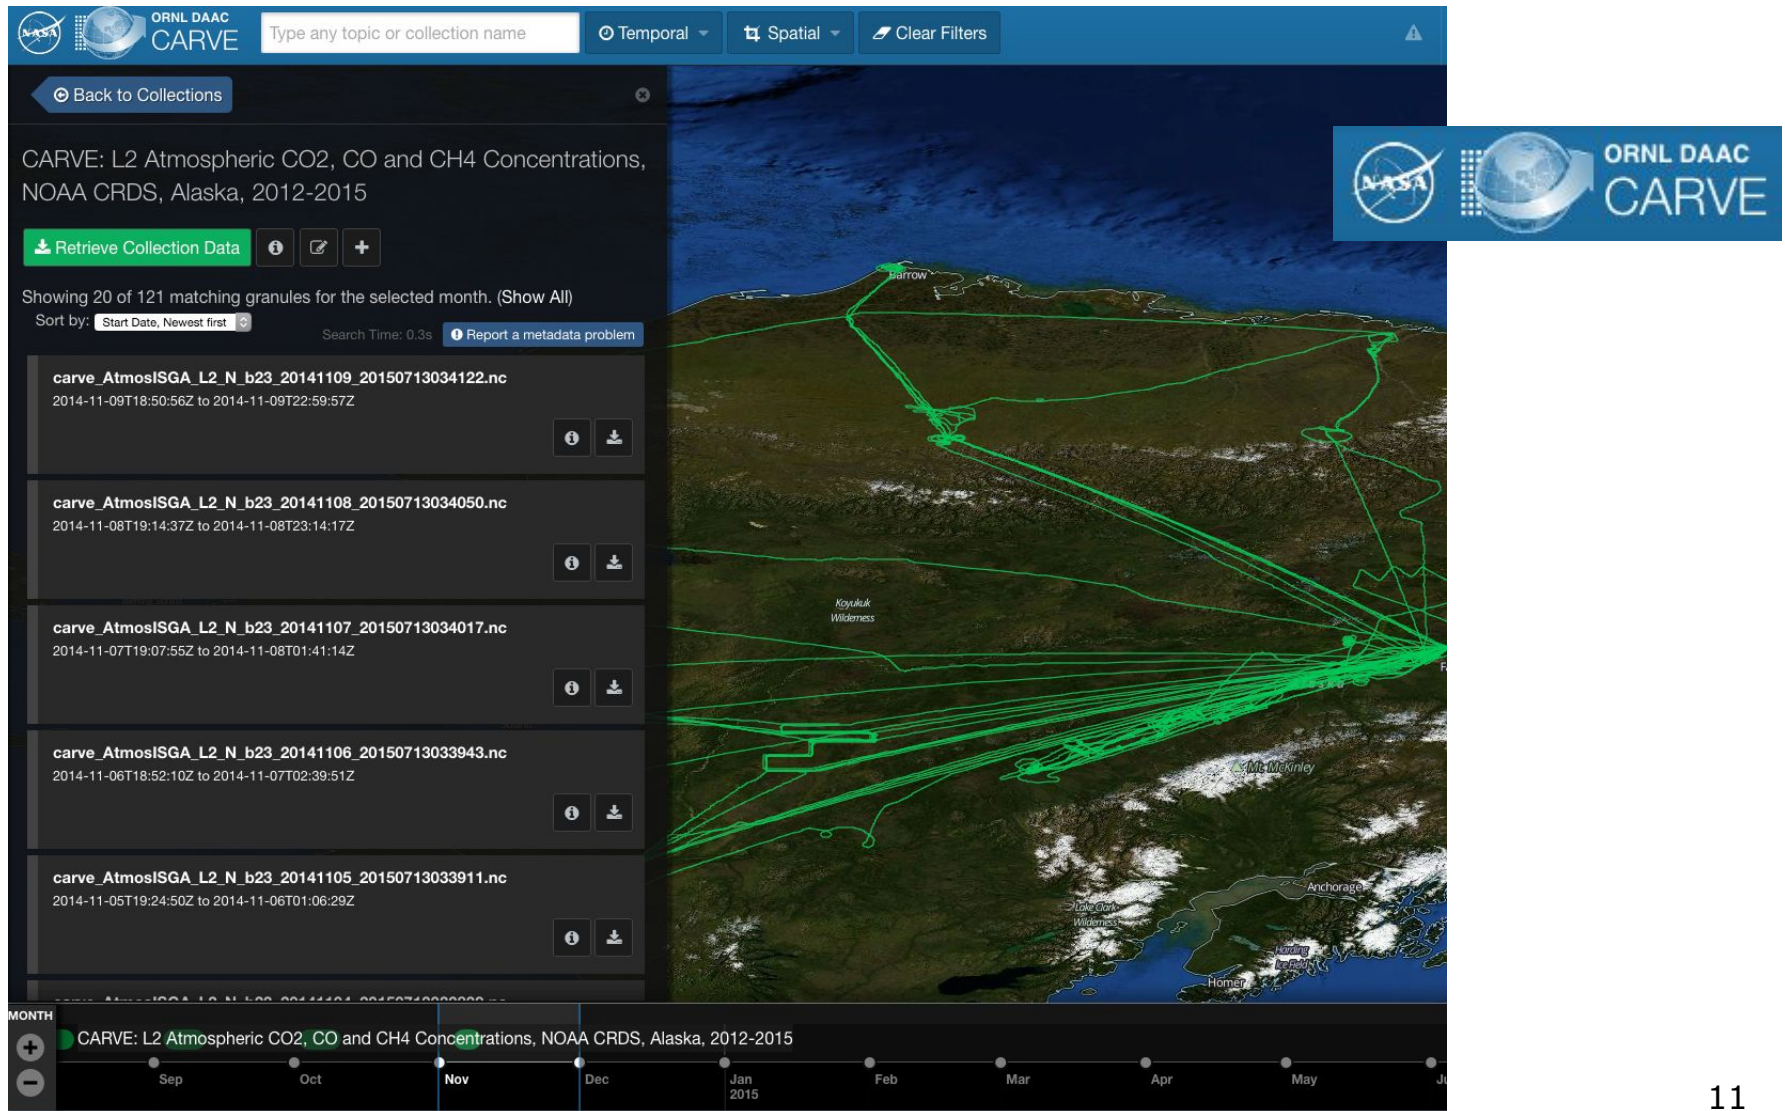 NASA
ORNL DAAC
CARVE
Type any topic or collection name
Temporal
Spatial
Clear Filters
Back to Collections
CARVE: L2 Atmospheric CO2, CO and CH4 Concentrations,
NOAA CRDS, Alaska, 2012-2015
Retrieve Collection Data
Showing 20 of 121 matching granules for the selected month. (Show All)
Sort by: Start Date, Newest first
Search Time: 0.3s
Report a metadata problem
carve_AtmosISGA_L2_N_b23_20141109_20150713034122.nc
2014-11-09T18:50:56Z to 2014-11-09T22:59:57Z
carve_AtmosISGA_L2_N_b23_20141108_20150713034050.nc
2014-11-08T19:14:37Z to 2014-11-08T23:14:17Z
carve_AtmosISGA_L2_N_b23_20141107_20150713034017.nc
2014-11-07T19:07:55Z to 2014-11-08T01:41:14Z
carve_AtmosISGA_L2_N_b23_20141106_20150713033943.nc
2014-11-06T18:52:10Z to 2014-11-07T02:39:51Z
carve_AtmosISGA_L2_N_b23_20141105_20150713033911.nc
2014-11-05T19:24:50Z to 2014-11-06T01:06:29Z
Barrow
Koyukuk
Wilderness
Mt. McKinley
Anchorage
Lake Clark
Wilderness
Harding
Ice Field
Homer
NASA
ORNL DAAC
CARVE
MONTH
CARVE: L2 Atmospheric CO2, CO and CH4 Concentrations, NOAA CRDS, Alaska, 2012-2015
Sep
Oct
Nov
Dec
Jan
2015
Feb
Mar
Apr
May
11